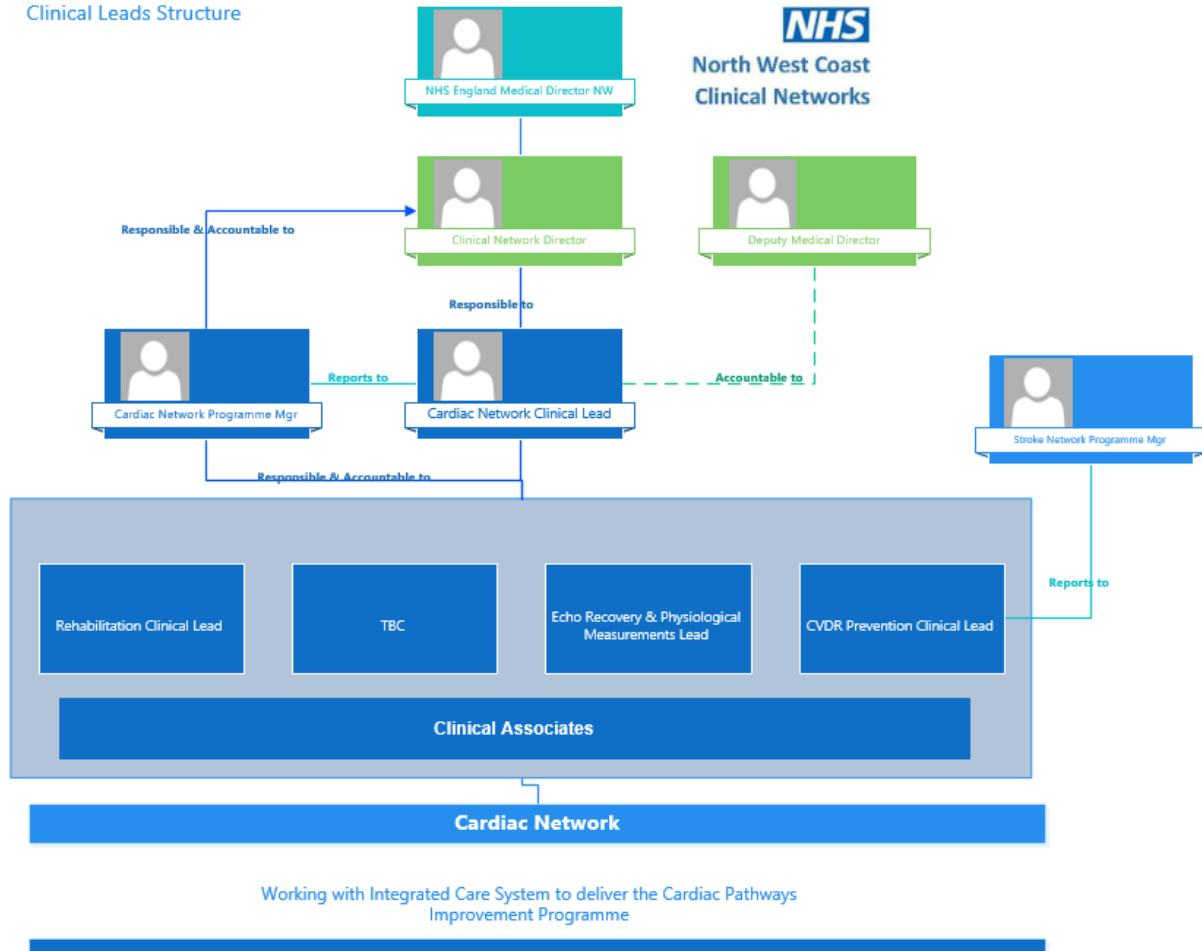 Clinical Leads Structure
NHS
North West Coast
Clinical Networks
NHS England Medical Director NW
Responsible & Accountable to
Clinical Network Director
Deputy Medical Director
Responsible to
Reports to
Accountable to
Cardiac Network Programme Mgr
Cardiac Network Clinical Lead
Stroke Network Programme Mgr
Responsible & Accountable to
Reports to
Rehabilitation Clinical Lead
TBC
Echo Recovery & Physiological
Measurements Lead
CVDR Prevention Clinical Lead
Clinical Associates
Cardiac Network
Working with Integrated Care System to deliver the Cardiac Pathways
Improvement Programme